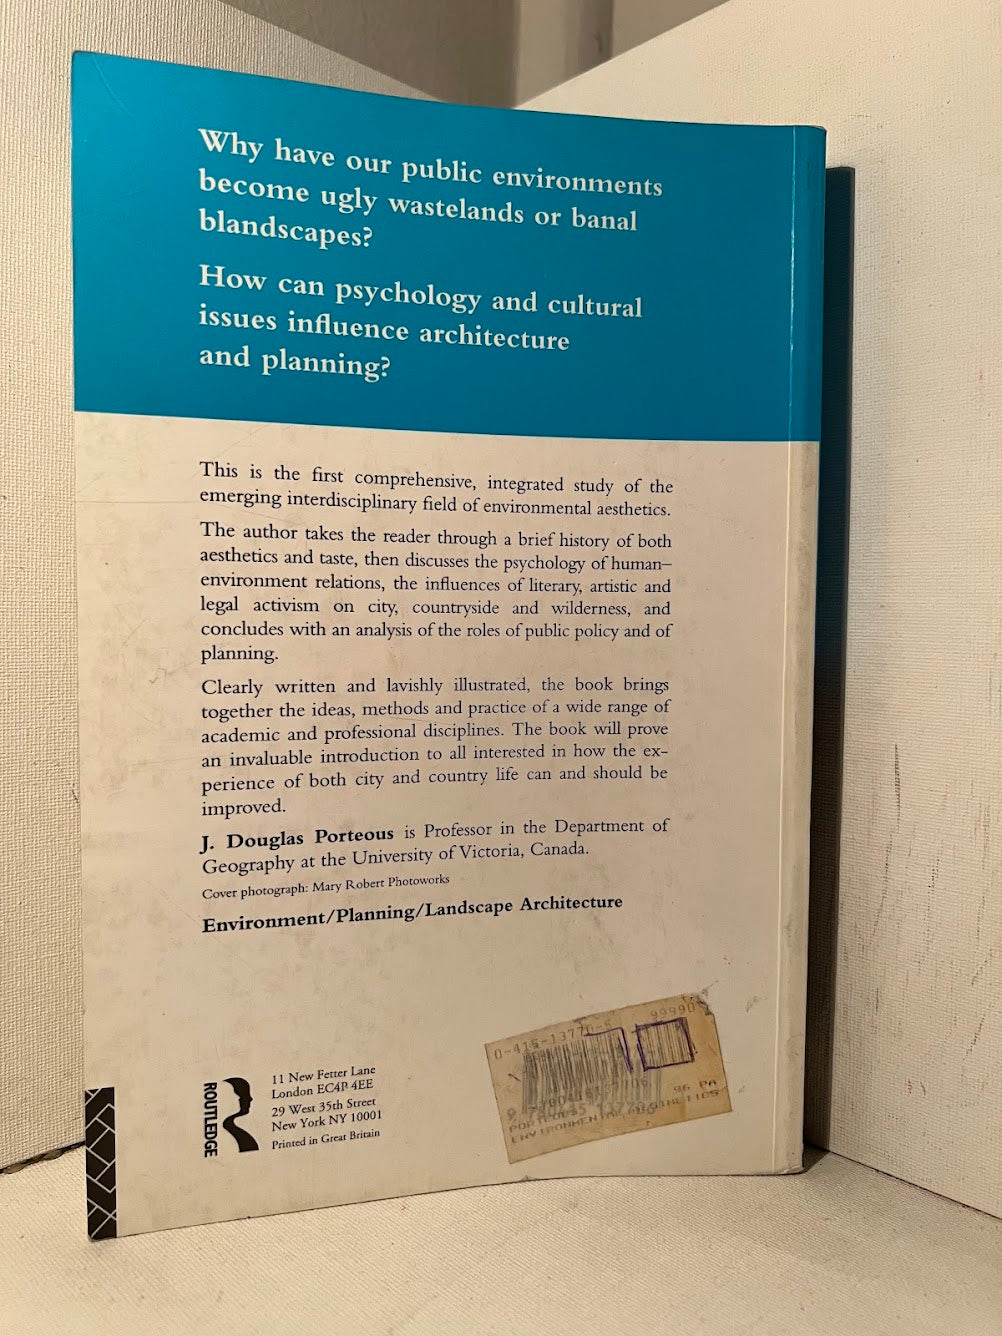 Why have our public environments
become ugly wastelands or banal
blandscapes?
How can psychology and cultural
issues influence architecture
and planning?
This is the first comprehensive, integrated study of the
emerging interdisciplinary field of environmental aesthetics.
The author takes the reader through a brief history of both
aesthetics and taste, then discusses the psychology of human–
environment relations, the influences of literary, artistic and
legal activism on city, countryside and wilderness, and
concludes with an analysis of the roles of public policy and of
planning.
Clearly written and lavishly illustrated, the book brings
together the ideas, methods and practice of a wide range of
academic and professional disciplines. The book will prove
an invaluable introduction to all interested in how the ex-
perience of both city and country life can and should be
improved.
J. Douglas Porteous is Professor in the Department of
Geography at the University of Victoria, Canada.
Cover photograph: Mary Robert Photoworks
Environment/Planning/Landscape Architecture
ROUTLEDGE
11 New Fetter Lane
London EC4P 4EE
29 West 35th Street
New York NY 10001
Printed in Great Britain
99990
96 PA